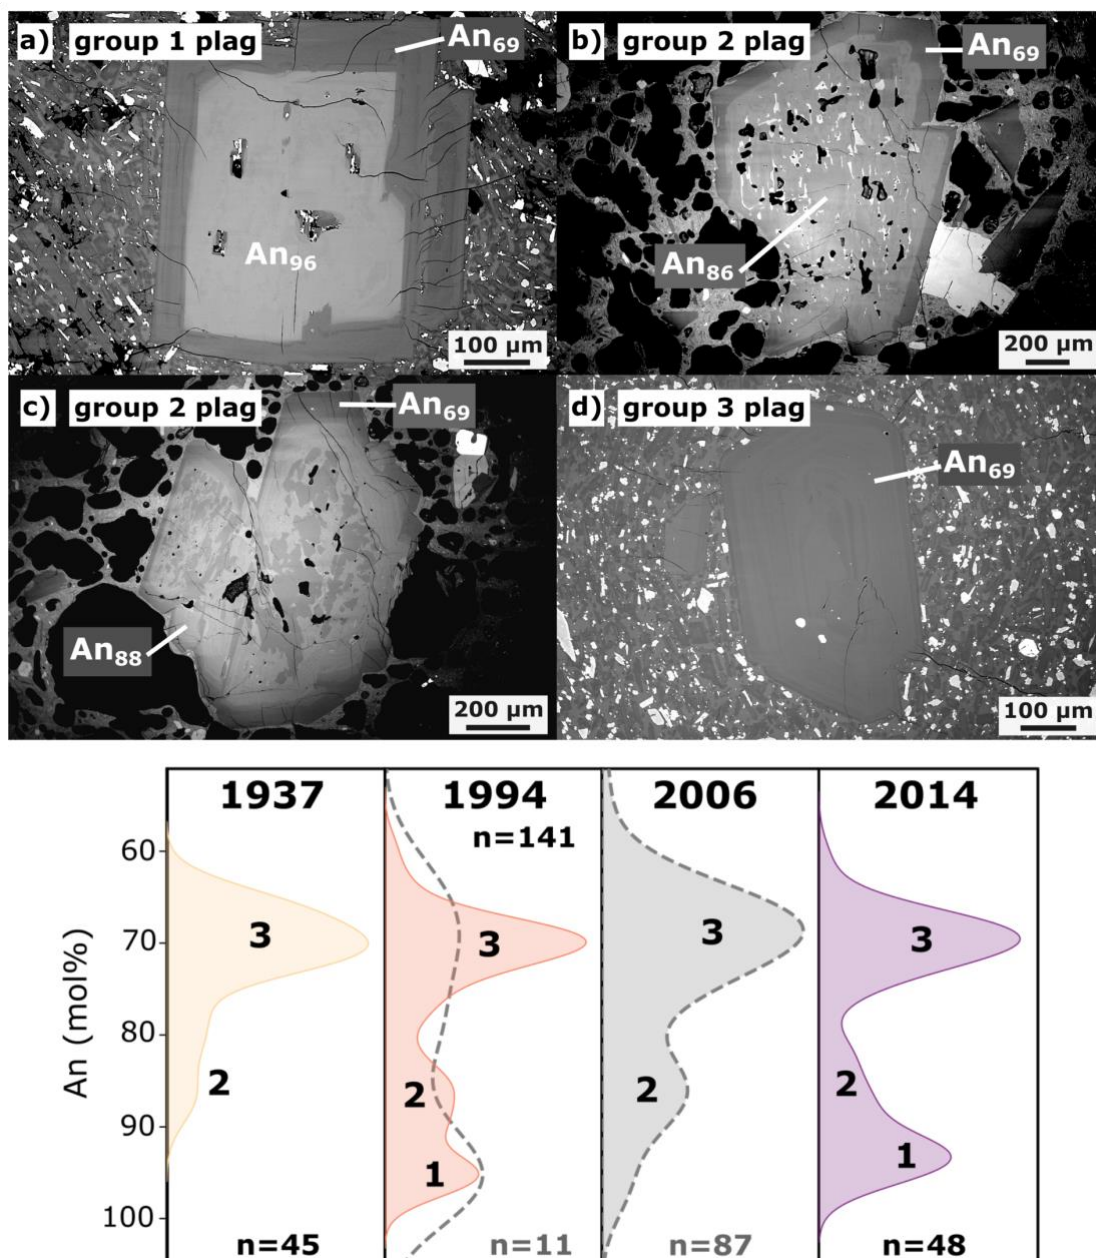 a) group 1 plag
An69
An96
100 µm
b) group 2 plag
An69
An86
200 µm
c) group 2 plag
An69
An88
200 µm
d) group 3 plag
An69
100 µm
1937
1994
2006
2014
n=141
An (mol%)
60
70
80
90
100
3
2
3
2
1
3
2
3
2
1
n=45
n=11
n=87
n=48